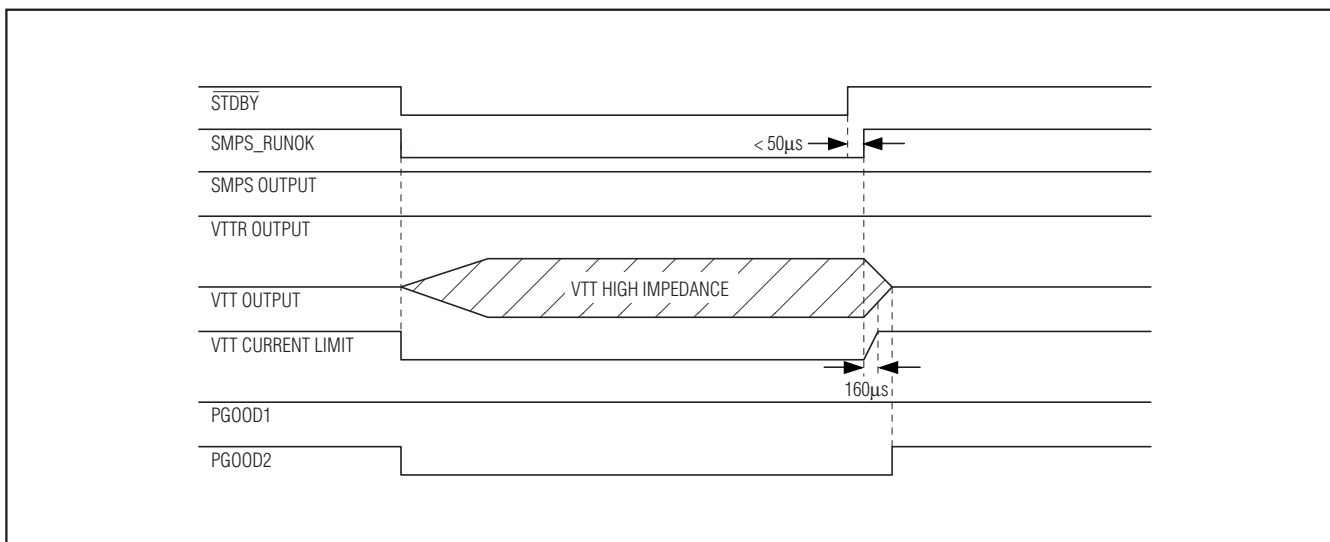 STDBY
SMPS_RUNOK
< 50µs
SMPS OUTPUT
VTTR OUTPUT
VTT HIGH IMPEDANCE
VTT OUTPUT
VTT CURRENT LIMIT
160µs
PGOOD1
PGOOD2